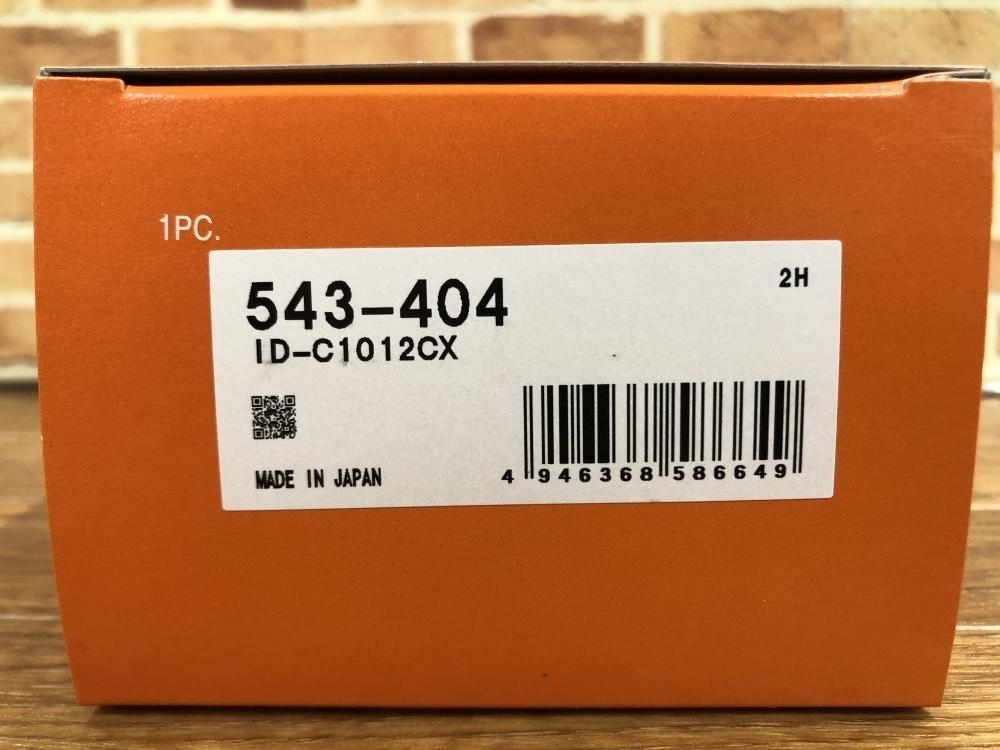 1PC.
543-404
2H
ID-C1012CX
MADE IN JAPAN
4 946368 586649